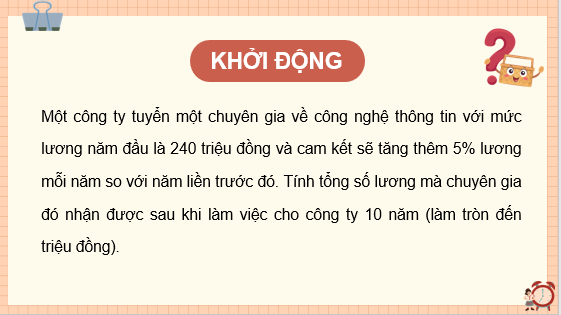 KHỞI ĐỘNG
Một công ty tuyển một chuyên gia về công nghệ thông tin với mức
lương năm đầu là 240 triệu đồng và cam kết sẽ tăng thêm 5% lương
mỗi năm so với năm liền trước đó. Tính tổng số lương mà chuyên gia
đó nhận được sau khi làm việc cho công ty 10 năm (làm tròn đến
triệu đồng).